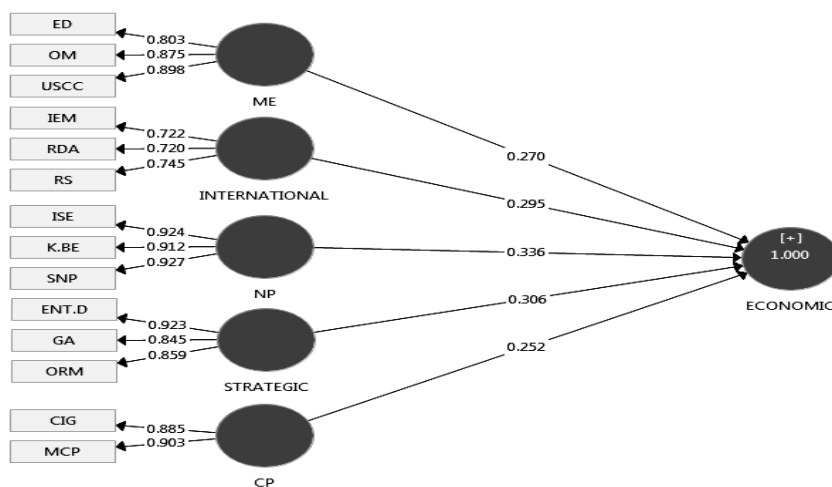 ED
0.803
OM
0.875
USCC
0.898
ME
IEM
0.722
RDA
0.720
RS
0.745
INTERNATIONAL
ISE
0.924
K.BE
0.912
SNP
0.927
NP
ENT.D
0.923
GA
0.845
ORM
0.859
STRATEGIC
CIG
0.885
MCP
0.903
CP
0.270
0.295
0.336
0.306
0.252
[+]
1.000
ECONOMIC